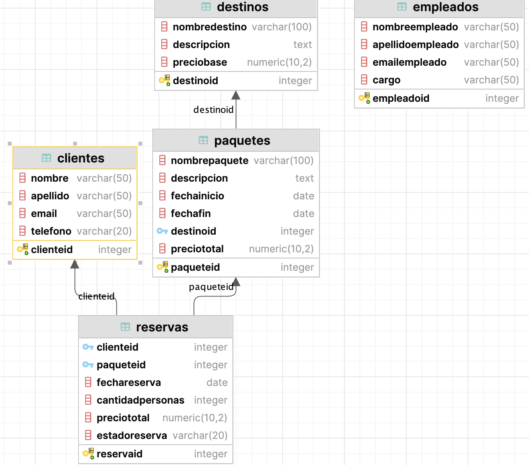 destinos
nombredestino varchar(100)
descripcion text
preciobase numeric(10,2)
destinoid integer
empleados
nombreempleado varchar(50)
apellidoempleado varchar(50)
emailempleado varchar(50)
cargo varchar(50)
empleadoid integer
destinoid
paquetes
nombrepaquete varchar(100)
descripcion text
fechainicio date
fechafin date
destinoid integer
preciototal numeric(10,2)
paqueteid integer
clientes
nombre varchar(50)
apellido varchar(50)
email varchar(50)
telefono varchar(20)
clienteid integer
clienteid
paqueteid
reservas
clienteid integer
paqueteid integer
fechareserva date
cantidadpersonas integer
preciototal numeric(10,2)
estadoreserva varchar(20)
reservaid integer